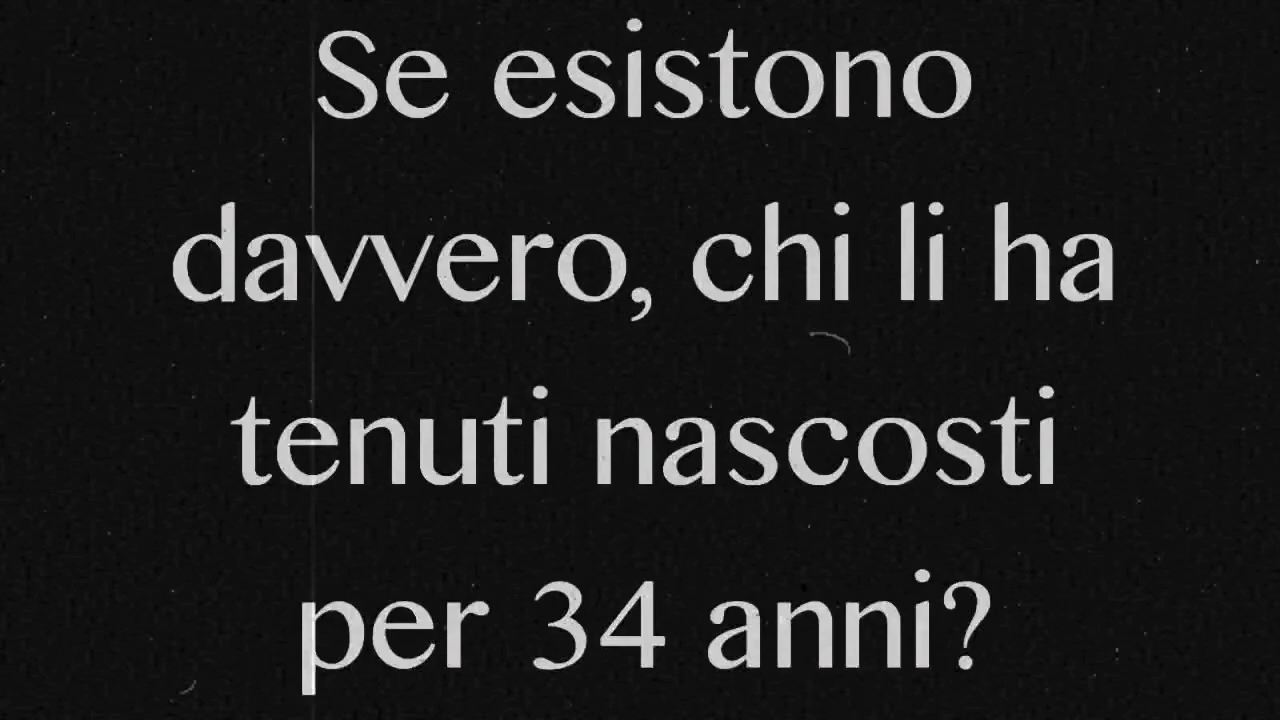 Se esistono
davvero, chi li ha
tenuti nascosti
per 34 anni?